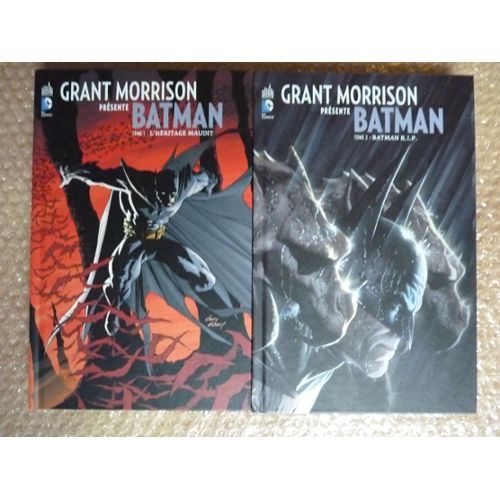 GRANT MORRISON
PRÉSENTE
BATMAN
TOME 1 - L'HÉRITAGE MAUDIT
GRANT MORRISON
PRÉSENTE
BATMAN
TOME 2 - BATMAN R.I.P.